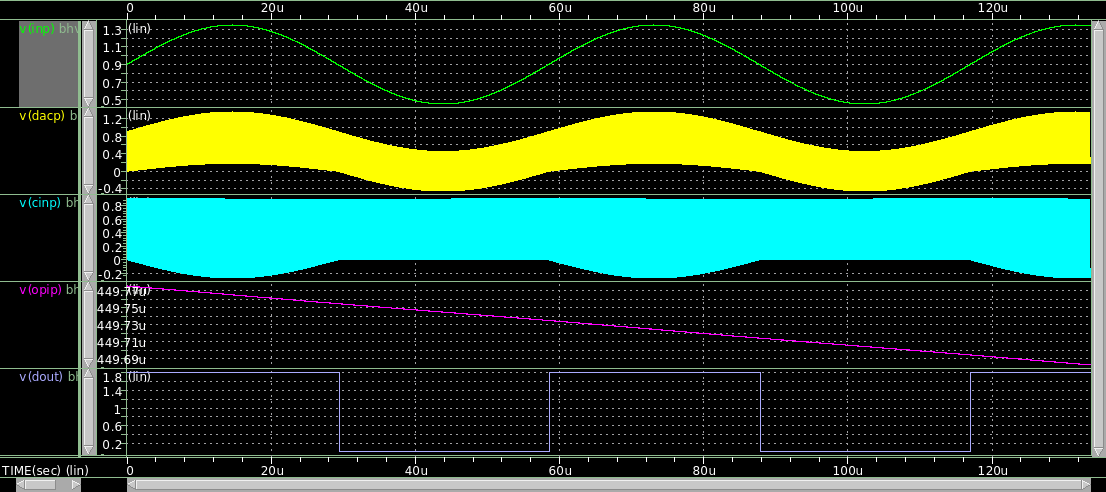 0 20u 40u 60u 80u 100u 120u
v(inp) bhv (lin)
1.3
1.1
0.9
0.7
0.5
v(dacp) b (lin)
1.2
0.8
0.4
0
-0.4
v(cinp) bh
0.8
0.6
0.4
0.2
0
-0.2
v(opip) bh (lin)
449.77u
449.75u
449.73u
449.71u
449.69u
v(dout) bh (lin)
1.8
1.4
1
0.6
0.2
TIME(sec) (lin) 0 20u 40u 60u 80u 100u 120u